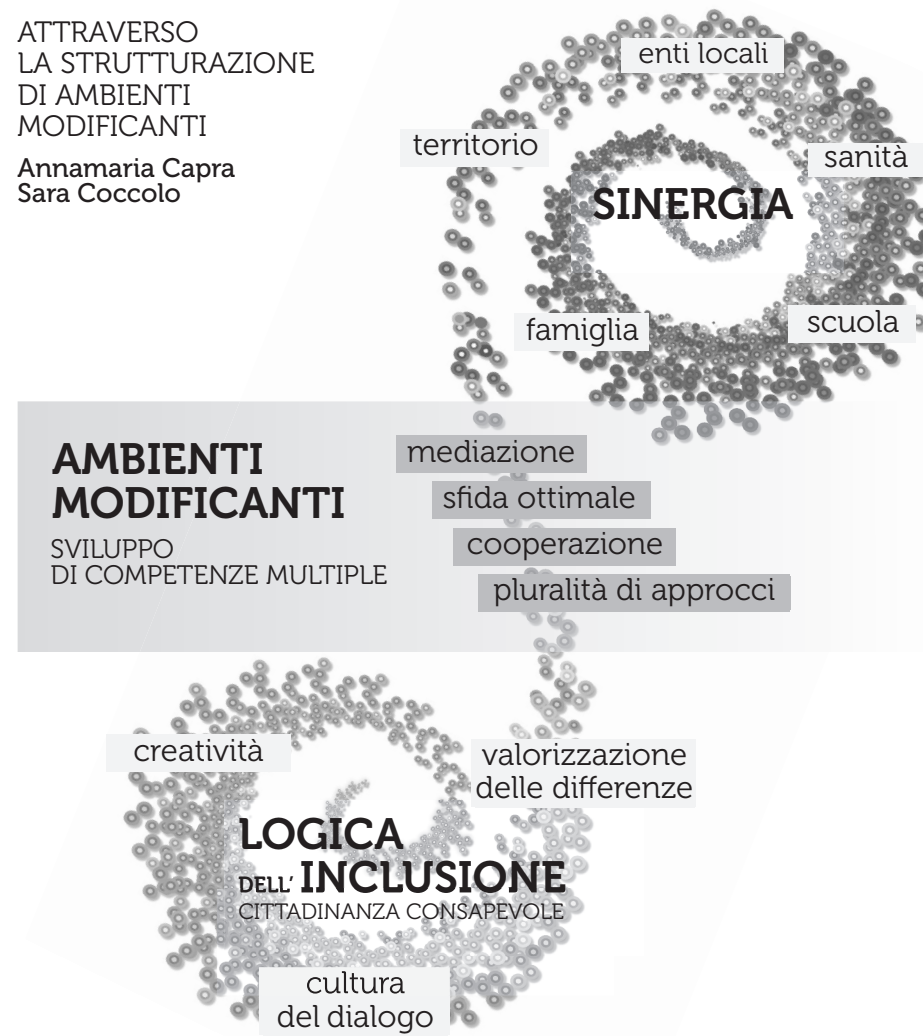 ATTRAVERSO
LA STRUTTURAZIONE
DI AMBIENTI
MODIFICANTI
Annamaria Capra
Sara Coccolo
enti locali
territorio
sanità
SINERGIA
famiglia
scuola
AMBIENTI
MODIFICANTI
SVILUPPO
DI COMPETENZE MULTIPLE
mediazione
sfida ottimale
cooperazione
pluralità di approcci
creatività
valorizzazione
delle differenze
LOGICA
DELL' INCLUSIONE
CITTADINANZA CONSAPEVOLE
cultura
del dialogo